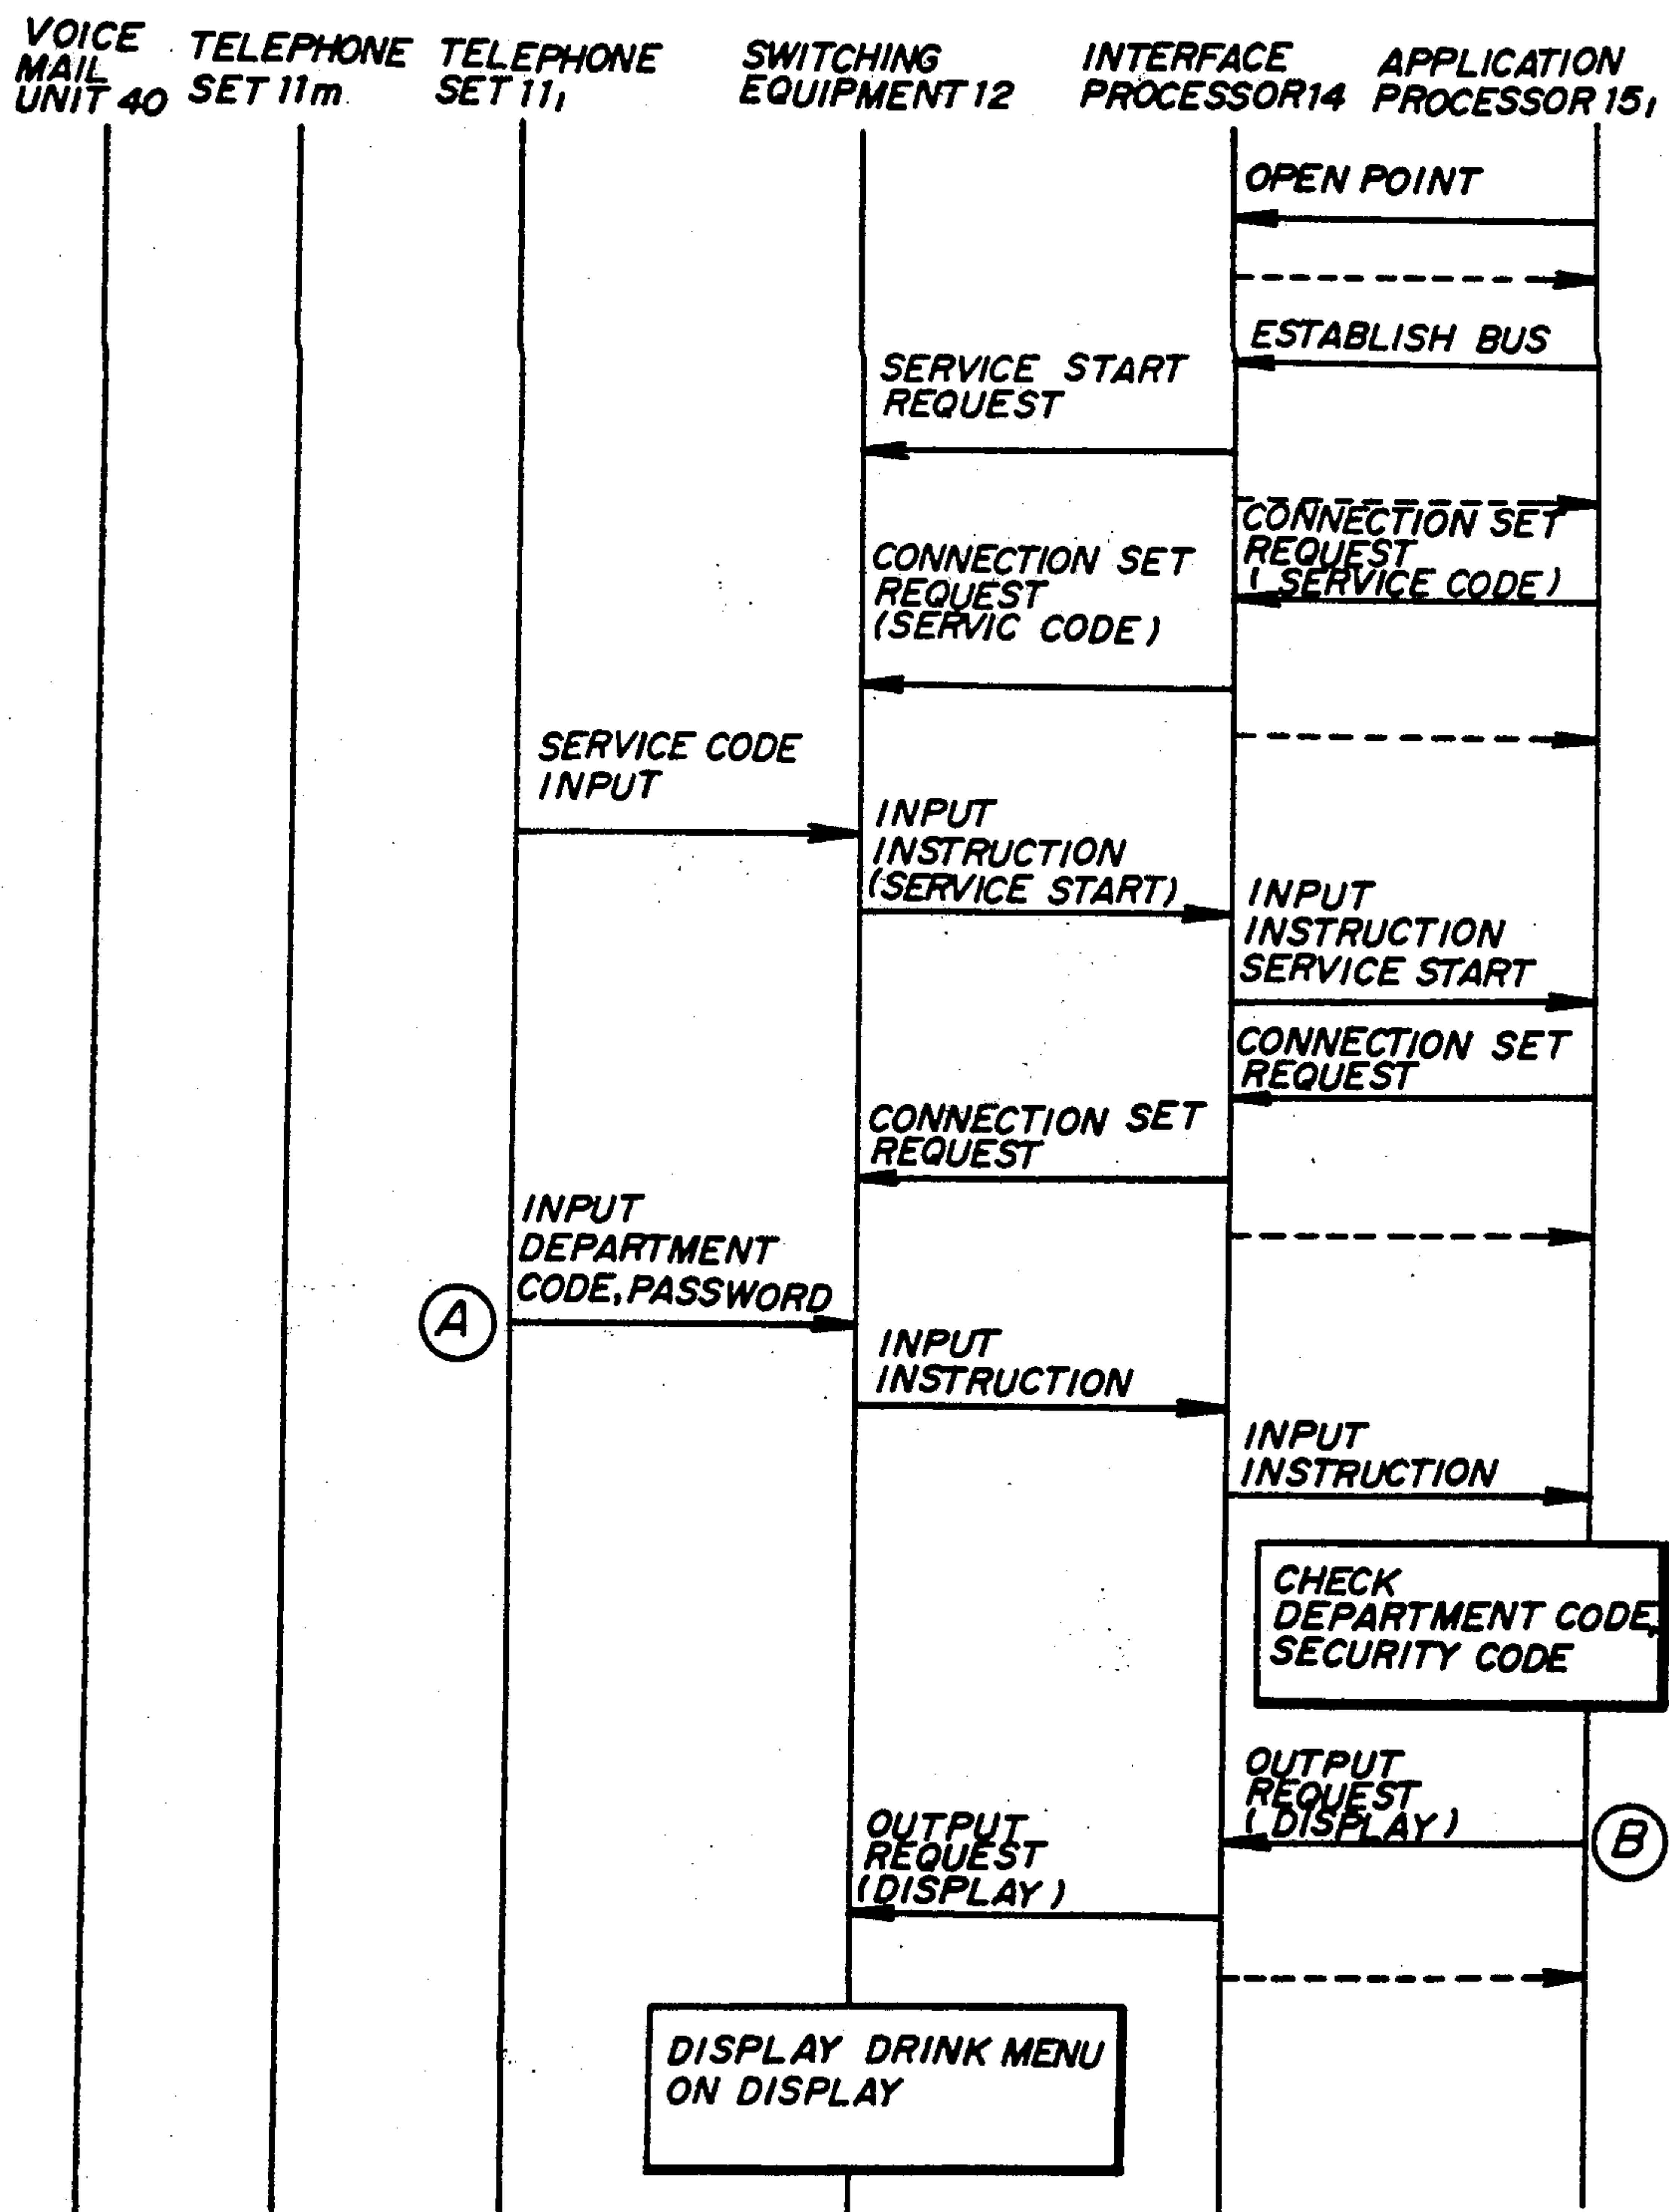 VOICE
MAIL
UNIT 40
TELEPHONE
SET 11m
TELEPHONE
SET 11₁
SWITCHING
EQUIPMENT 12
INTERFACE
PROCESSOR 14
APPLICATION
PROCESSOR 15₁
OPEN POINT
ESTABLISH BUS
SERVICE START
REQUEST
CONNECTION SET
REQUEST
(SERVICE CODE)
CONNECTION SET
REQUEST
(SERVIC CODE)
SERVICE CODE
INPUT
INPUT
INSTRUCTION
(SERVICE START)
INPUT
INSTRUCTION
SERVICE START
CONNECTION SET
REQUEST
CONNECTION SET
REQUEST
INPUT
DEPARTMENT
CODE, PASSWORD
A
INPUT
INSTRUCTION
INPUT
INSTRUCTION
CHECK
DEPARTMENT CODE,
SECURITY CODE
OUTPUT
REQUEST
(DISPLAY)
B
OUTPUT
REQUEST
(DISPLAY)
DISPLAY DRINK MENU
ON DISPLAY